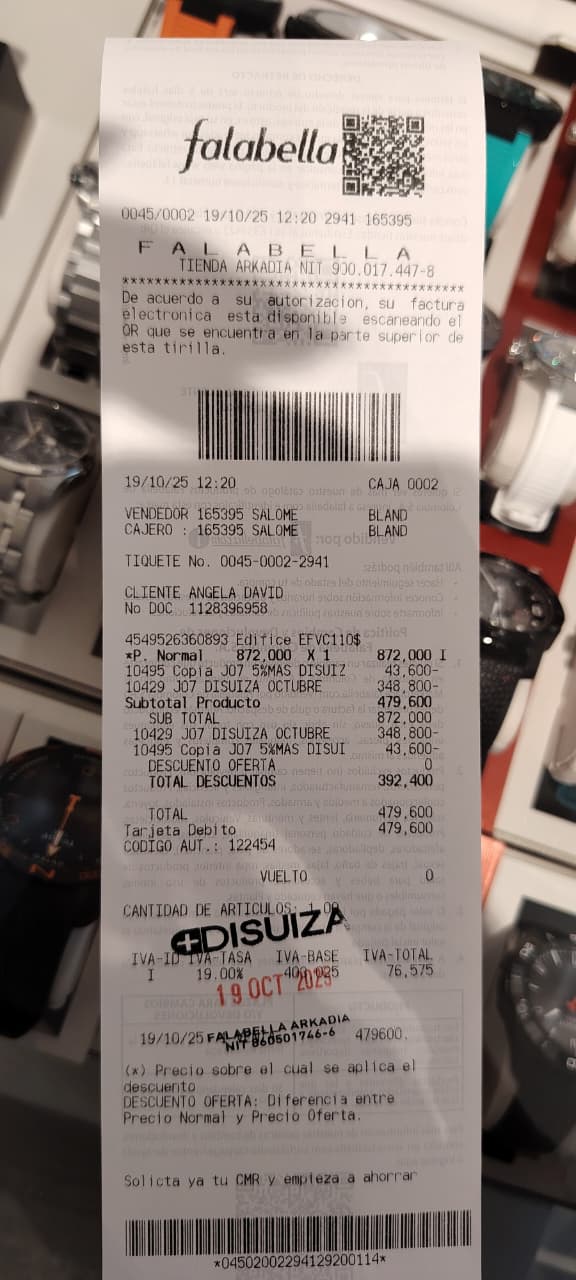 falabella
0045/0002 19/10/25 12:20 2941 165395
F A L A B E L L A
TIENDA ARKADIA NIT 900.017.447-8
******************************************
De acuerdo a su autorizacion, su factura
electronica esta disponible escaneando el
QR que se encuentra en la parte superior de
esta tirilla.
19/10/25 12:20 CAJA 0002
VENDEDOR 165395 SALOME BLAND
CAJERO : 165395 SALOME BLAND
TIQUETE No. 0045-0002-2941
CLIENTE ANGELA DAVID
No DOC 1128396958
4549526360893 Edifice EFVC110$
*P. Normal 872,000 X 1 872,000 I
10495 Copia J07 5%MAS DISUIZ 43,600-
10429 J07 DISUIZA OCTUBRE 348,800-
Subtotal Producto 479,600
SUB TOTAL 872,000
10429 J07 DISUIZA OCTUBRE 348,800-
10495 Copia J07 5%MAS DISUI 43,600-
DESCUENTO OFERTA 0
TOTAL DESCUENTOS 392,400
TOTAL 479,600
Tarjeta Debito 479,600
CODIGO AUT.: 122454
VUELTO 0
CANTIDAD DE ARTICULOS: 1.00
DISUIZA
IVA-ID IVA-TASA IVA-BASE IVA-TOTAL
I 19.00% 403,025 76,575
19 OCT 2025
19/10/25 479600.
FALABELLA ARKADIA
NIT 860501746-6
(*) Precio sobre el cual se aplica el
descuento
DESCUENTO OFERTA: Diferencia entre
Precio Normal y Precio Oferta.
Solicta ya tu CMR y empieza a ahorrar
*04502002294129200114*